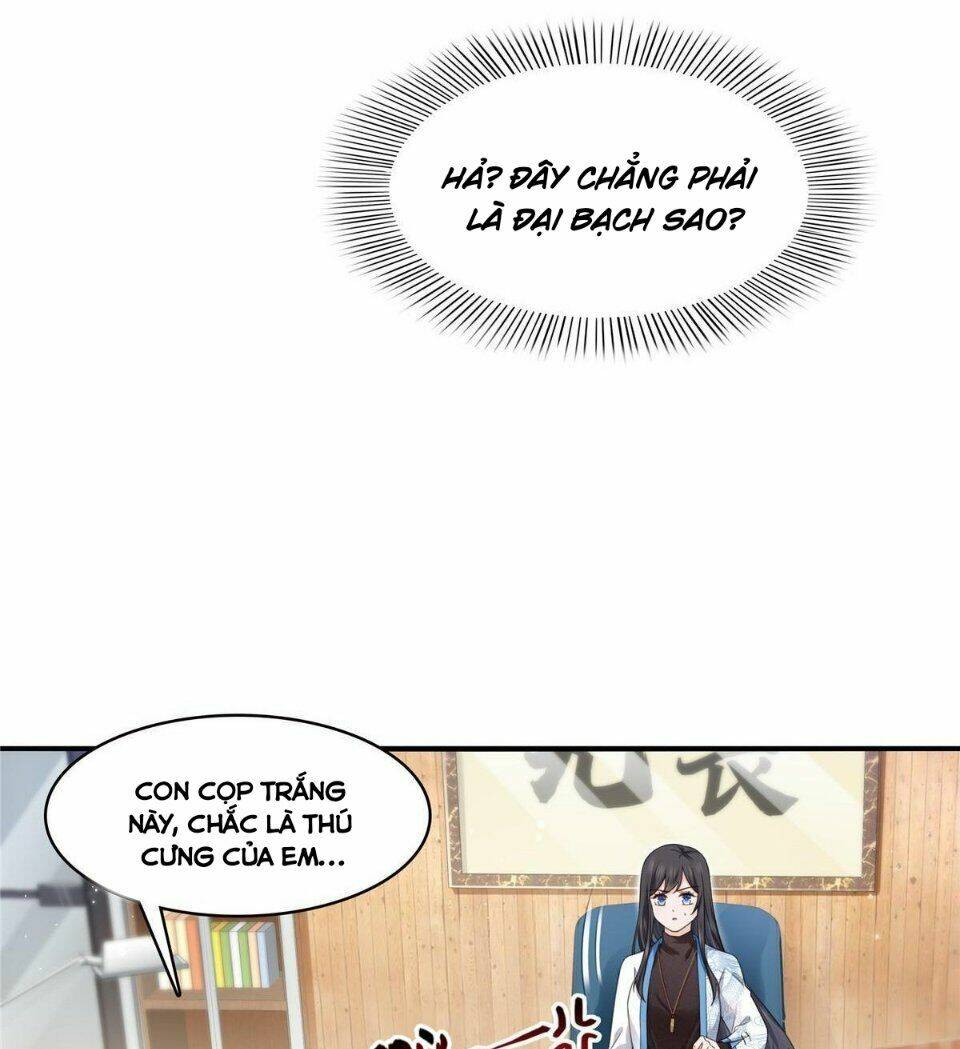 HẢ? ĐÂY CHẲNG PHẢI
LÀ ĐẠI BẠCH SAO?
CON CỌP TRẮNG
NÀY, CHẮC LÀ THÚ
CƯNG CỦA EM...